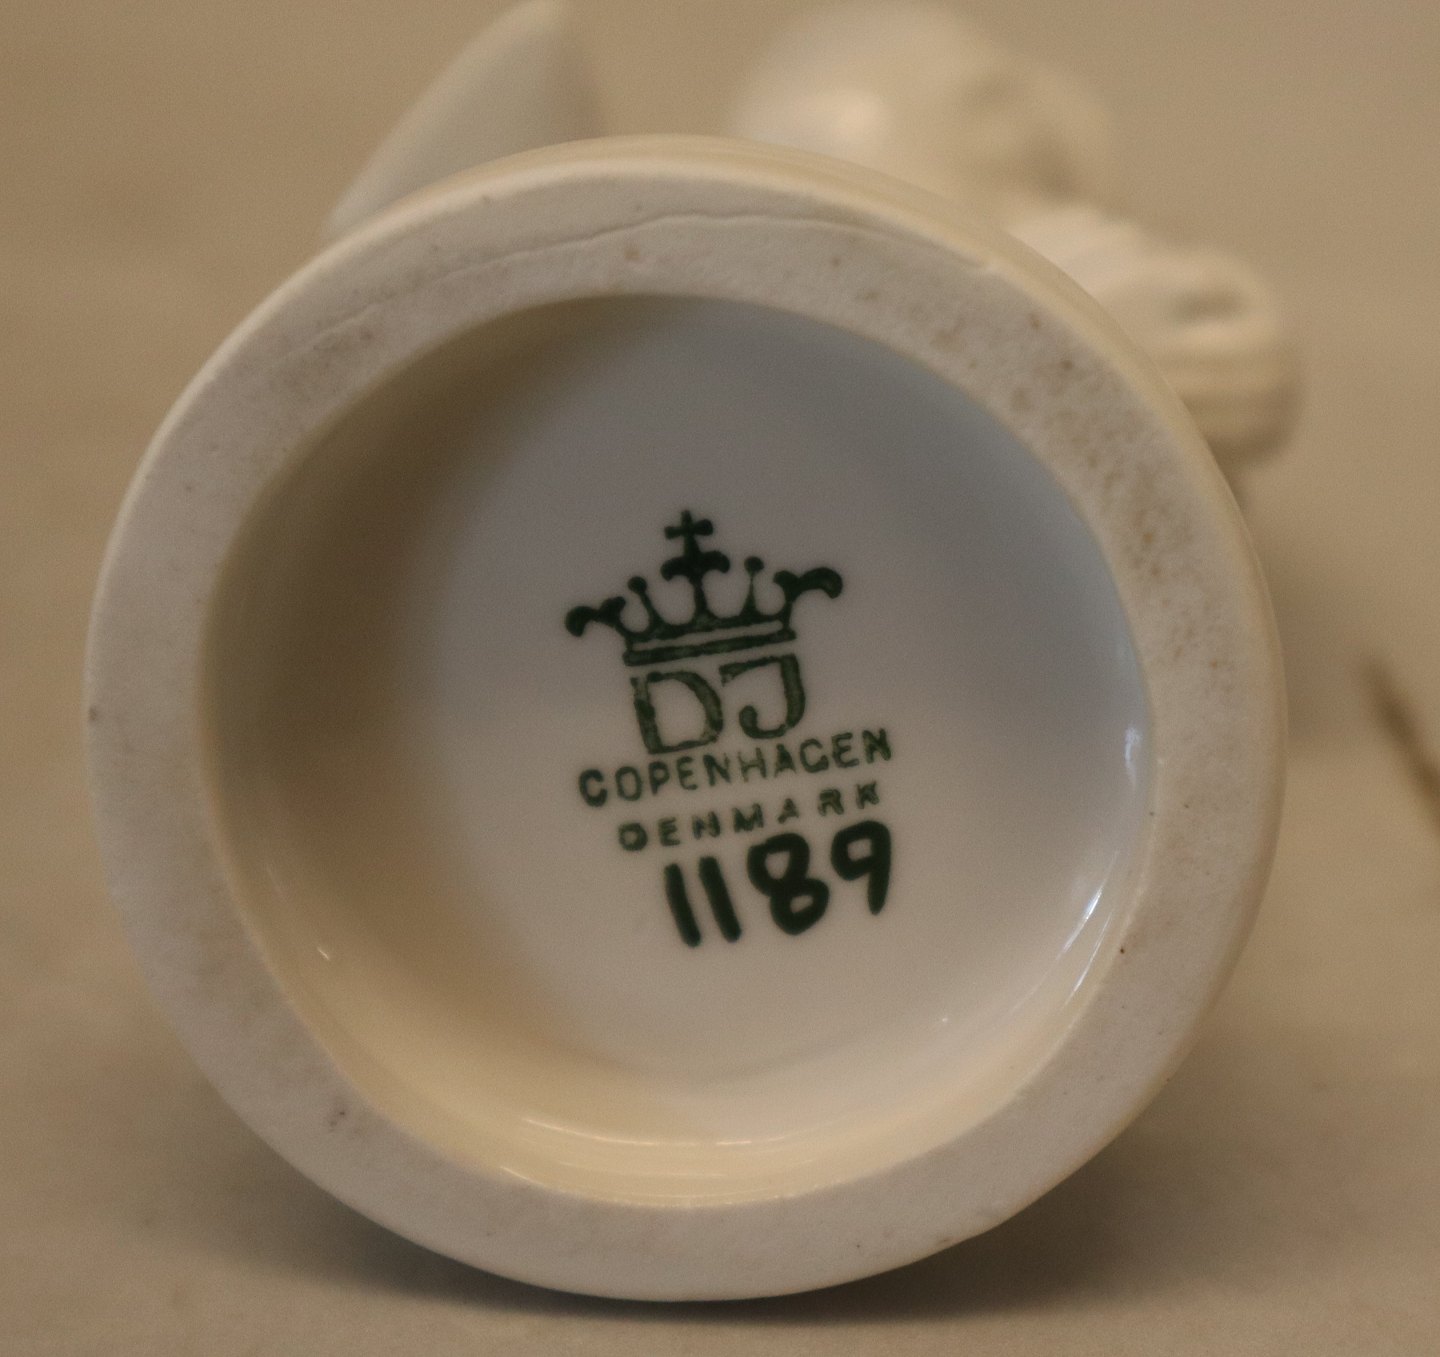 DJ
COPENHAGEN
DENMARK
1189